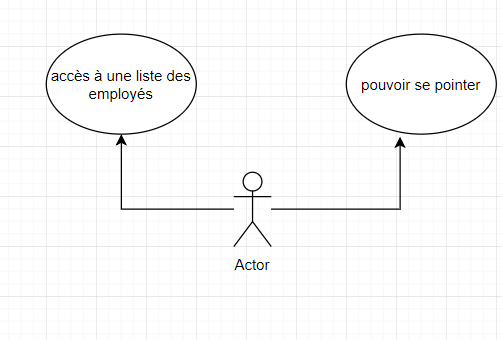 accès à une liste des
employés
pouvoir se pointer
Actor